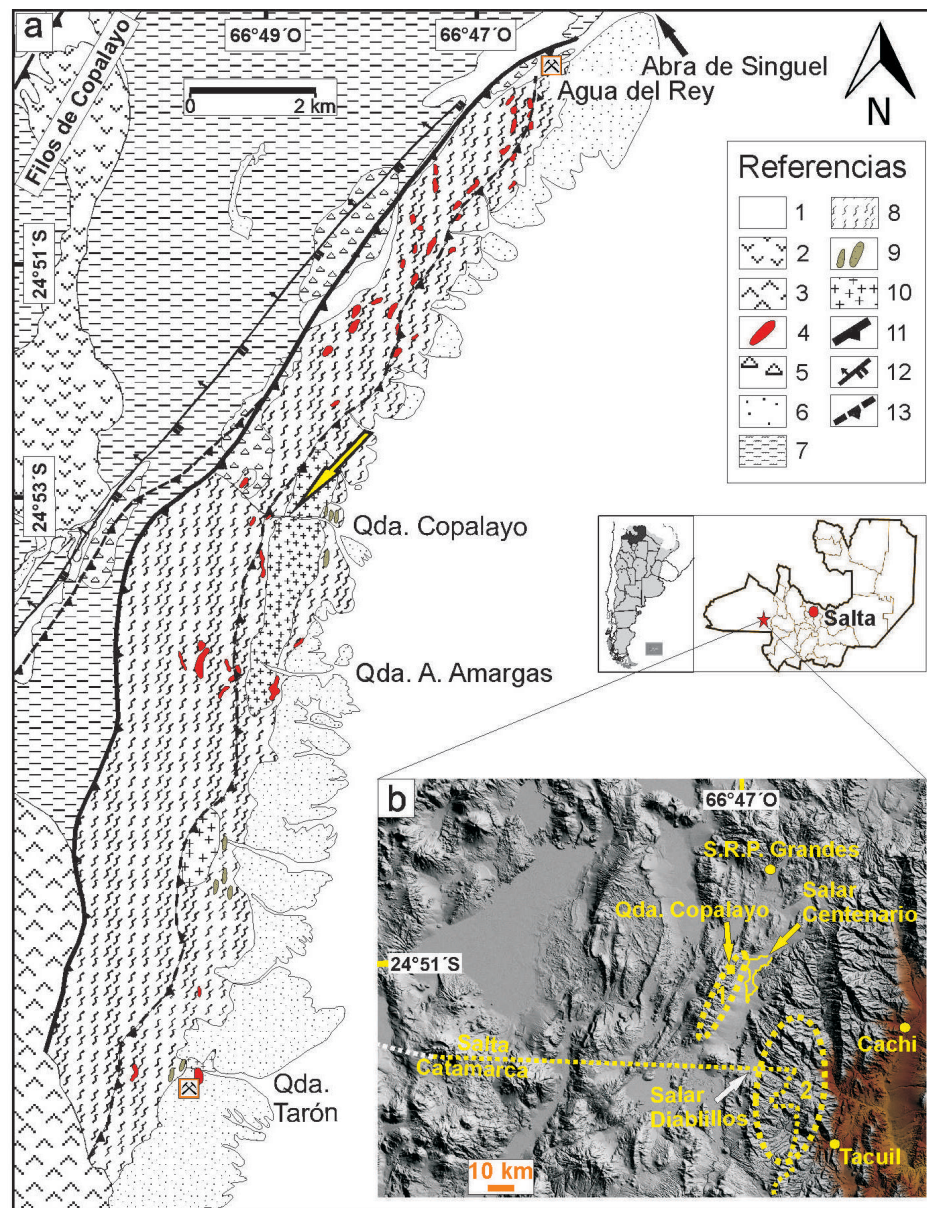 a
66°49´O
66°47´O
Filos de Copalayo
0
2 km
Abra de Singuel
Agua del Rey
N
24°51´S
24°53´S
Qda. Copalayo
Qda. A. Amargas
Qda.
Tarón
Referencias
1
2
3
4
5
6
7
8
9
10
11
12
13
Salta
b
66°47´O
S.R.P. Grandes
Qda. Copalayo
Salar
Centenario
24°51´S
1
Salta
Catamarca
Cachi
Salar
Diablillos
2
Tacuil
10 km